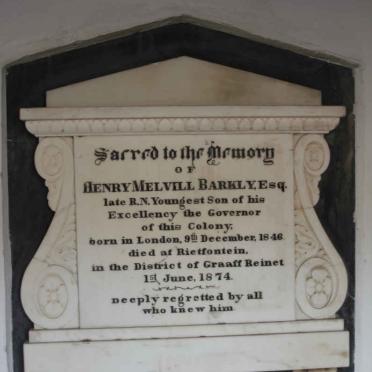 Sacred to the Memory
OF
HENRY MELVILL BARKLY, Esq.
late R.N. Youngest Son of his
Excellency the Governor
of this Colony,
born in London, 9th December, 1846.
died at Rietfontein,
in the District of Graaff Reinet
1st June, 1874.
Deeply regretted by all
who knew him